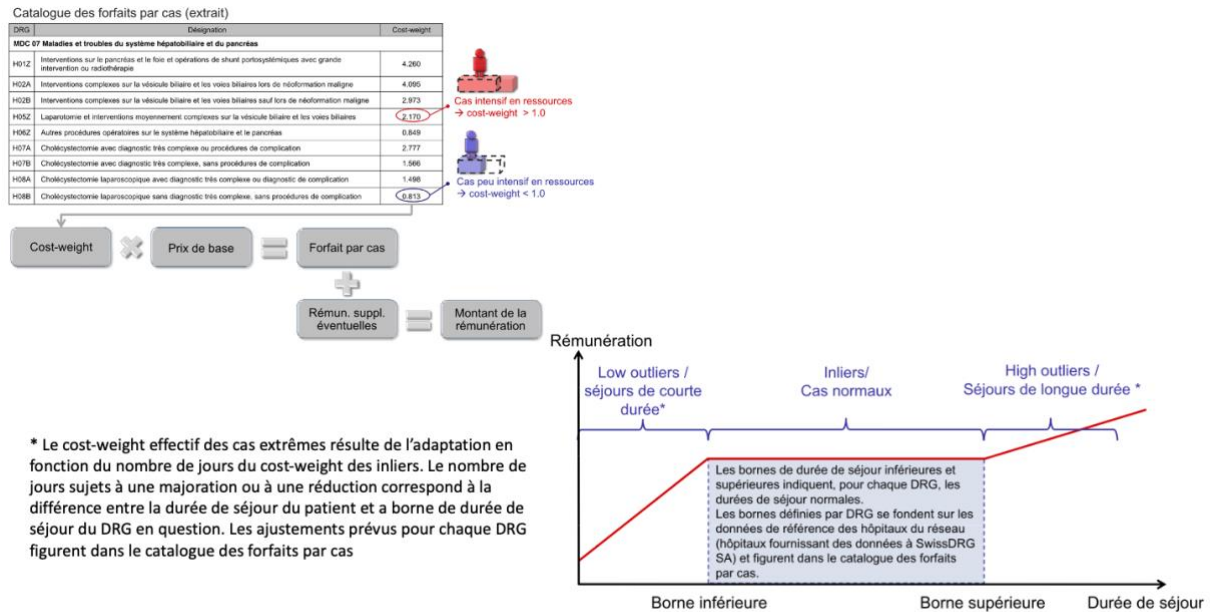 Catalogue des forfaits par cas (extrait)
DRG Désignation Cost-weight
MDC 07 Maladies et troubles du système hépatobiliaire et du pancréas
H01Z Interventions sur le pancréas et le foie et opérations de shunt portosystémiques avec grande
intervention ou radiothérapie 4.260
H02A Interventions complexes sur la vésicule biliaire et les voies biliaires lors de néoformation maligne 4.095
H02B Interventions complexes sur la vésicule biliaire et les voies biliaires sauf lors de néoformation maligne 2.973
H05Z Laparotomie et interventions moyennement complexes sur la vésicule biliaire et les voies biliaires 2.170
H06Z Autres procédures opératoires sur le système hépatobiliaire et le pancréas 0.849
H07A Cholécystectomie avec diagnostic très complexe ou procédures de complication 2.777
H07B Cholécystectomie avec diagnostic très complexe, sans procédures de complication 1.566
H08A Cholécystectomie laparoscopique avec diagnostic très complexe ou diagnostic de complication 1.498
H08B Cholécystectomie laparoscopique sans diagnostic très complexe, sans procédures de complication 0.813
Cas intensif en ressources
→ cost-weight > 1.0
Cas peu intensif en ressources
→ cost-weight < 1.0
Cost-weight × Prix de base = Forfait par cas
+
Rémun. suppl.
éventuelles = Montant de la
rémunération
Rémunération
Low outliers /
séjours de courte
durée*
Inliers/
Cas normaux
High outliers /
Séjours de longue durée *
* Le cost-weight effectif des cas extrêmes résulte de l'adaptation en
fonction du nombre de jours du cost-weight des inliers. Le nombre de
jours sujets à une majoration ou à une réduction correspond à la
différence entre la durée de séjour du patient et a borne de durée de
séjour du DRG en question. Les ajustements prévus pour chaque DRG
figurent dans le catalogue des forfaits par cas
Les bornes de durée de séjour inférieures et
supérieures indiquent, pour chaque DRG, les
durées de séjour normales.
Les bornes définies par DRG se fondent sur les
données de référence des hôpitaux du réseau
(hôpitaux fournissant des données à SwissDRG
SA) et figurent dans le catalogue des forfaits
par cas.
Borne inférieure
Borne supérieure
Durée de séjour